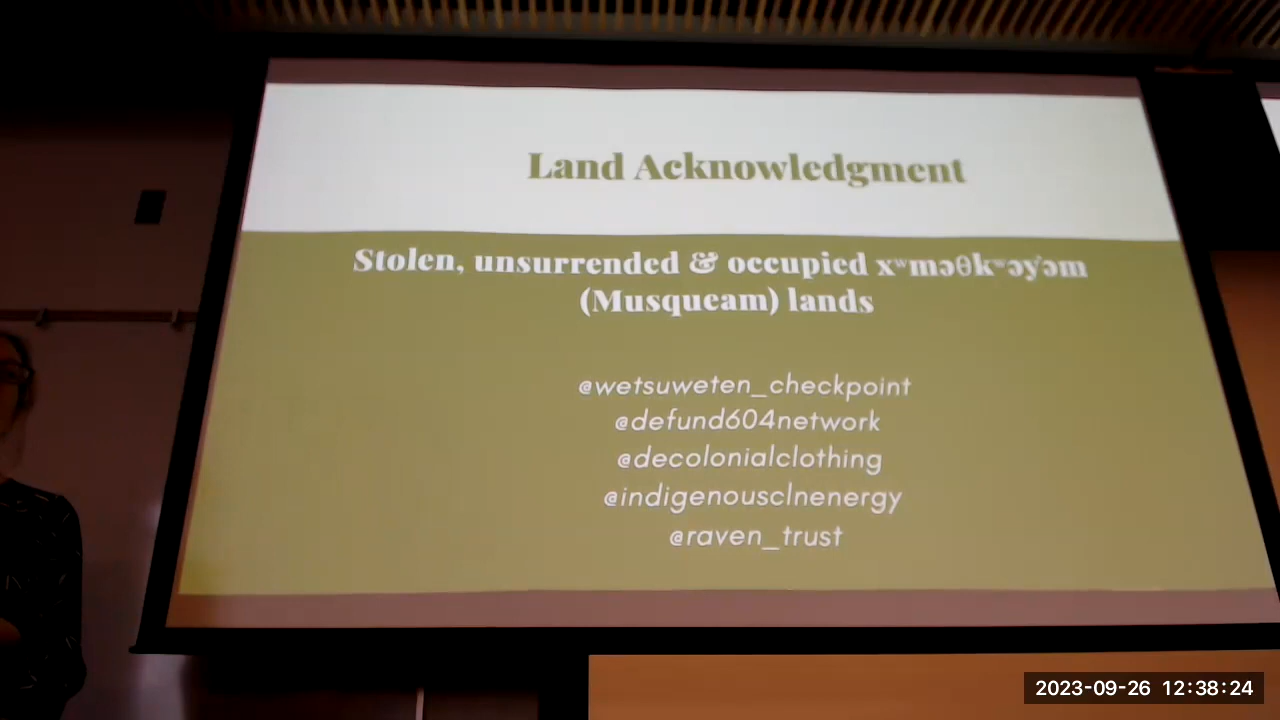 Land Acknowledgment
Stolen, unsurrended & occupied xʷməθkʷəy̓əm
(Musqueam) lands
@wetsuweten_checkpoint
@defund604network
@decolonialclothing
@indigenousclnenergy
@raven_trust
2023-09-26 12:38:24